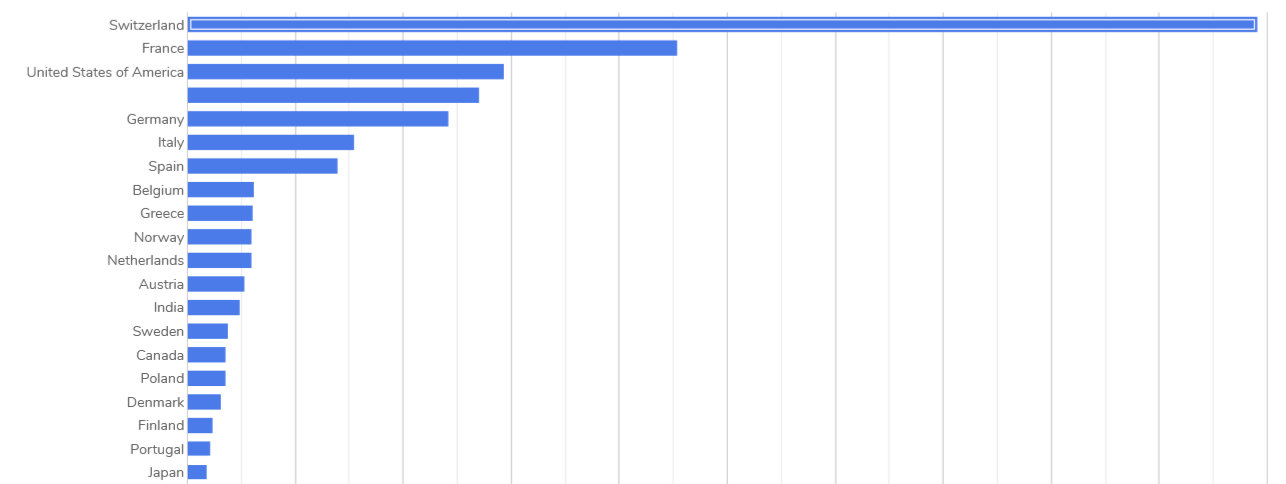 Switzerland
France
United States of America
Germany
Italy
Spain
Belgium
Greece
Norway
Netherlands
Austria
India
Sweden
Canada
Poland
Denmark
Finland
Portugal
Japan